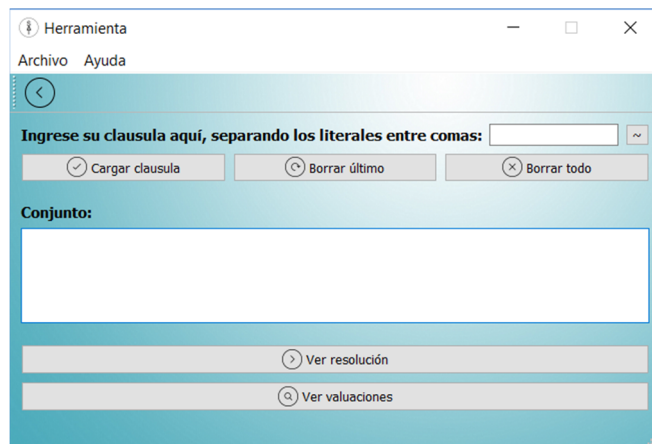 Herramienta
Archivo Ayuda
Ingrese su clausula aquí, separando los literales entre comas: ~
Cargar clausula Borrar último Borrar todo
Conjunto:
Ver resolución
Ver valuaciones